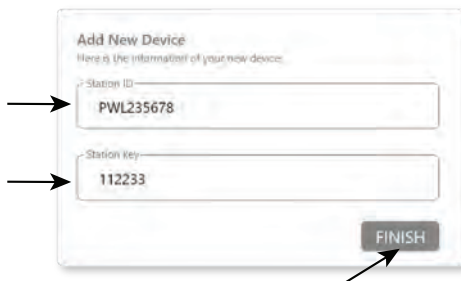 Add New Device
Here is the information of your new device.
Station ID
PWL235678
Station Key
112233
FINISH